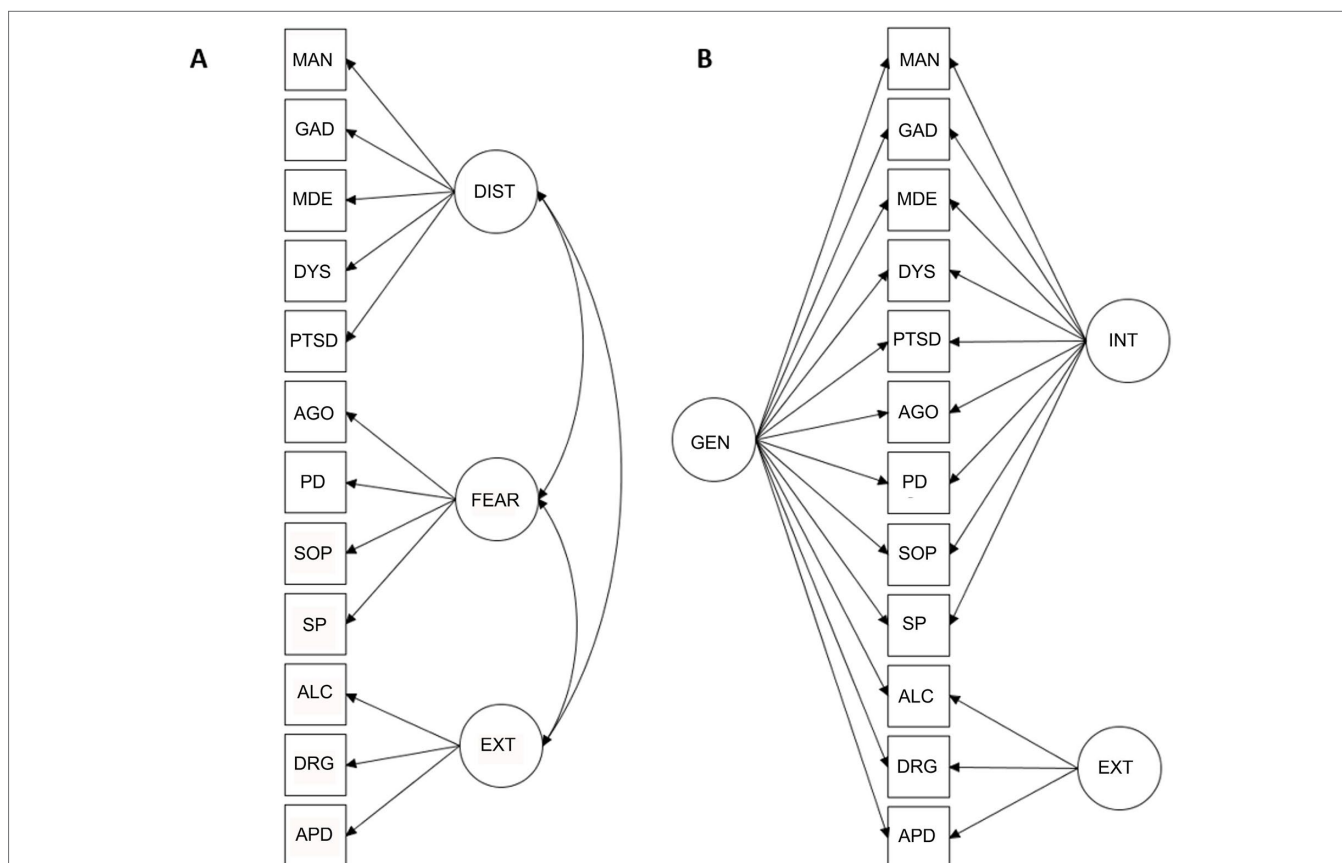 A
MAN
GAD
MDE
DYS
PTSD
AGO
PD
SOP
SP
ALC
DRG
APD
DIST
FEAR
EXT
B
GEN
MAN
GAD
MDE
DYS
PTSD
AGO
PD
SOP
SP
ALC
DRG
APD
INT
EXT